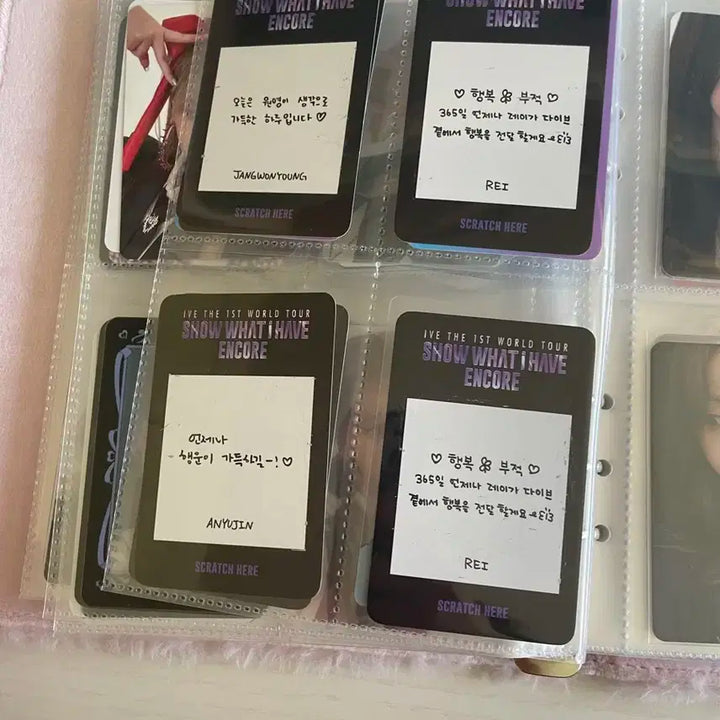 SHOW WHAT I HAVE
ENCORE
오늘은 원영이 생각으로
가득한 하루입니다 ♡
JANGWONYOUNG
SCRATCH HERE
SHOW WHAT I HAVE
ENCORE
♡ 행복 부적 ♡
365일 언제나 레이가 다이브
곁에서 행복을 전달 할게요
REI
SCRATCH HERE
IVE THE 1ST WORLD TOUR
SHOW WHAT I HAVE
ENCORE
언제나
행운이 가득하길-! ♡
ANYUJIN
SCRATCH HERE
IVE THE 1ST WORLD TOUR
SHOW WHAT I HAVE
ENCORE
♡ 행복 부적 ♡
365일 언제나 레이가 다이브
곁에서 행복을 전달 할게요
REI
SCRATCH HERE